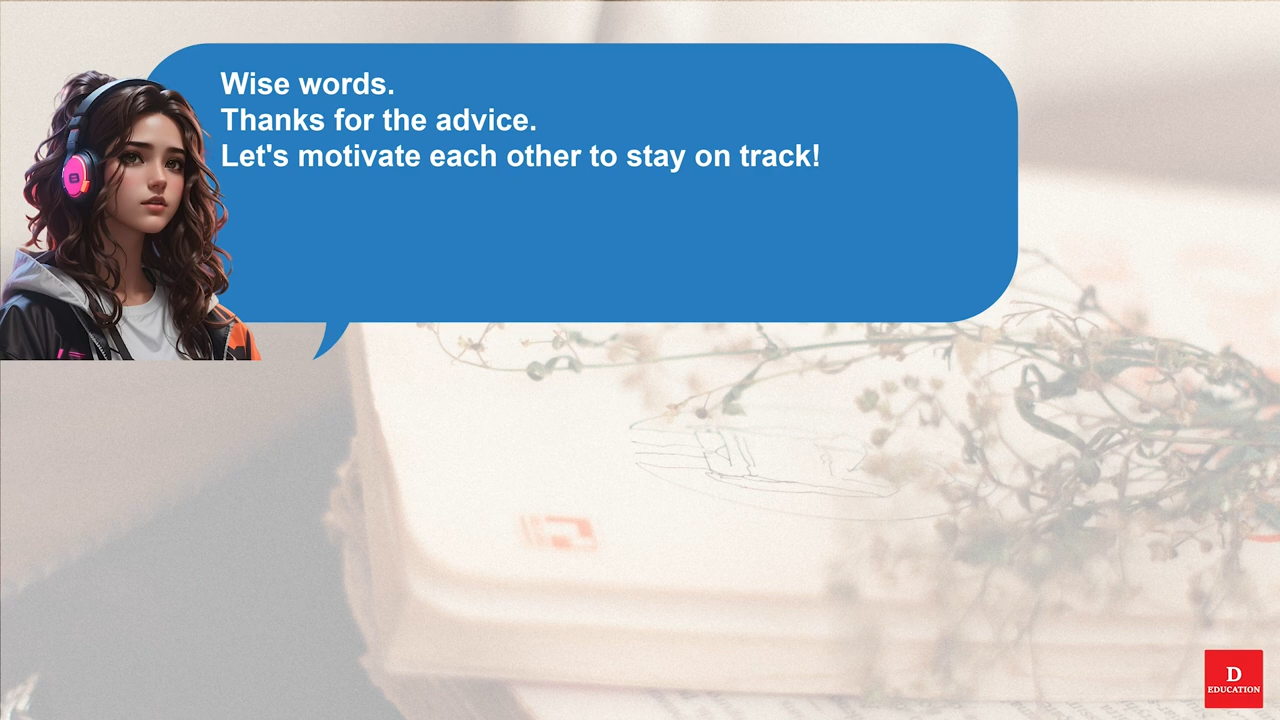 Wise words.
Thanks for the advice.
Let's motivate each other to stay on track!
D
EDUCATION